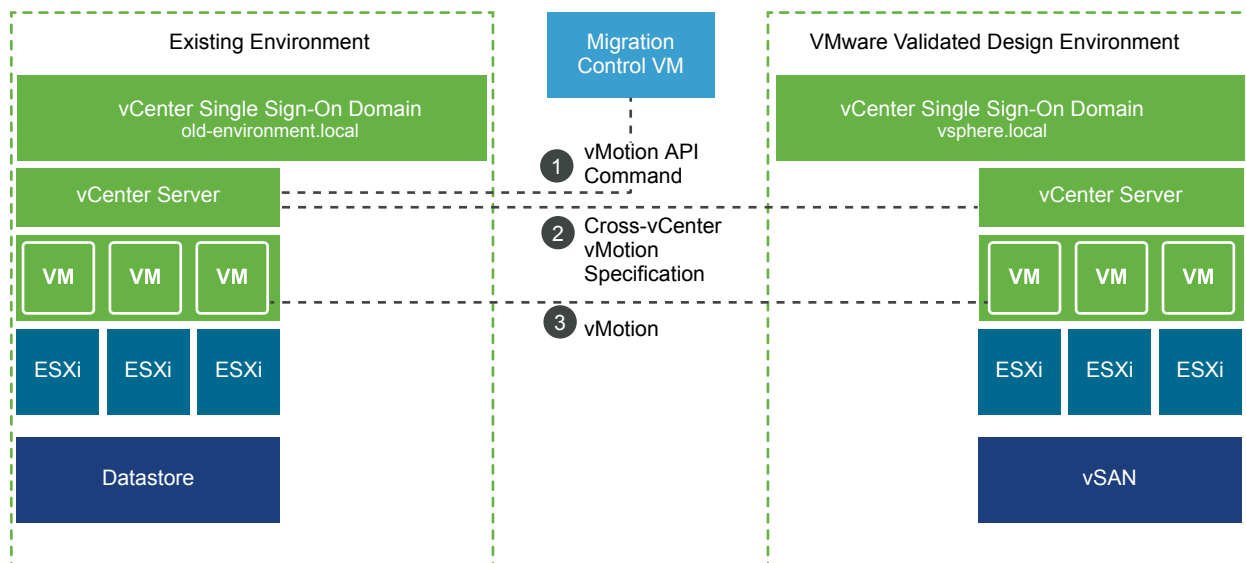 Existing Environment
Migration
Control VM
VMware Validated Design Environment
vCenter Single Sign-On Domain
old-environment.local
vCenter Single Sign-On Domain
vsphere.local
1
vMotion API
Command
vCenter Server
vCenter Server
2
Cross-vCenter
vMotion
Specification
VM VM VM
VM VM VM
3
vMotion
ESXi ESXi ESXi
ESXi ESXi ESXi
Datastore
vSAN